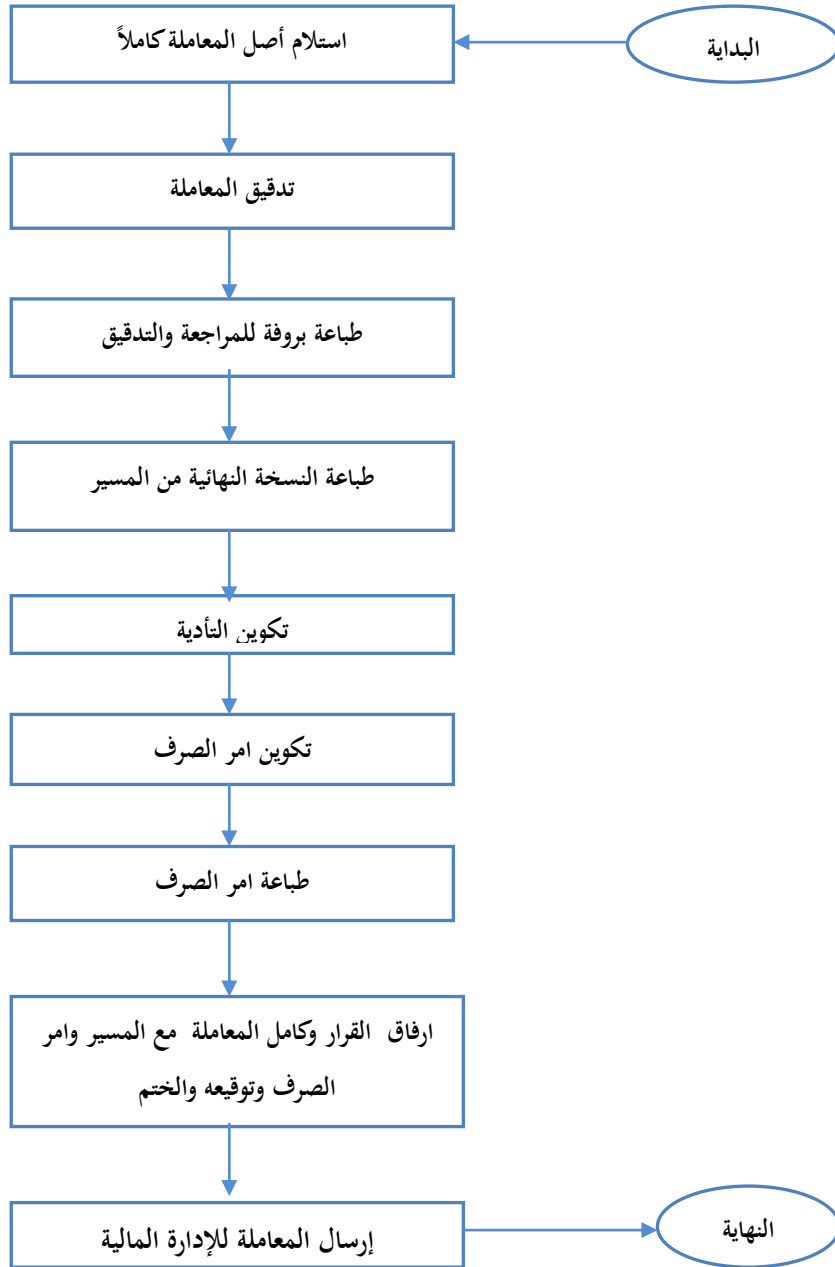 البداية
استلام أصل المعاملة كاملاً
تدقيق المعاملة
طباعة بروفة للمراجعة والتدقيق
طباعة النسخة النهائية من المسير
تكوين التأدية
تكوين امر الصرف
طباعة امر الصرف
ارفاق القرار وكامل المعاملة مع المسير وامر
الصرف وتوقيعه والختم
إرسال المعاملة للإدارة المالية
النهاية